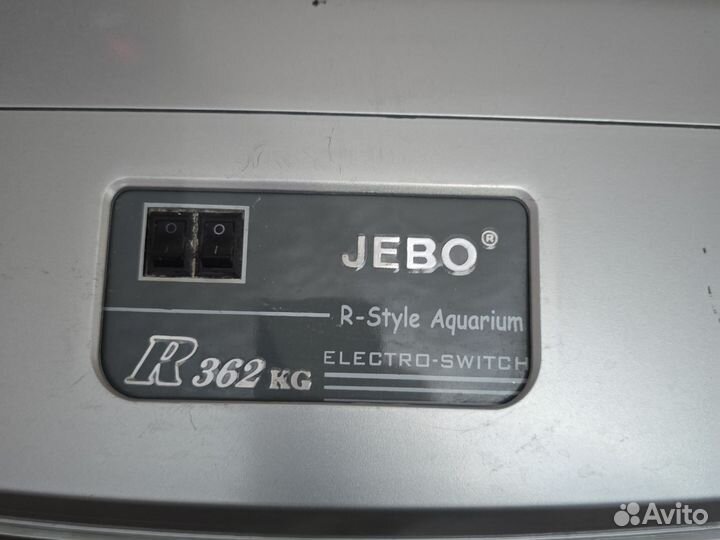 JEBO®
R-Style Aquarium
ELECTRO-SWITCH
R 362 KG
Avito